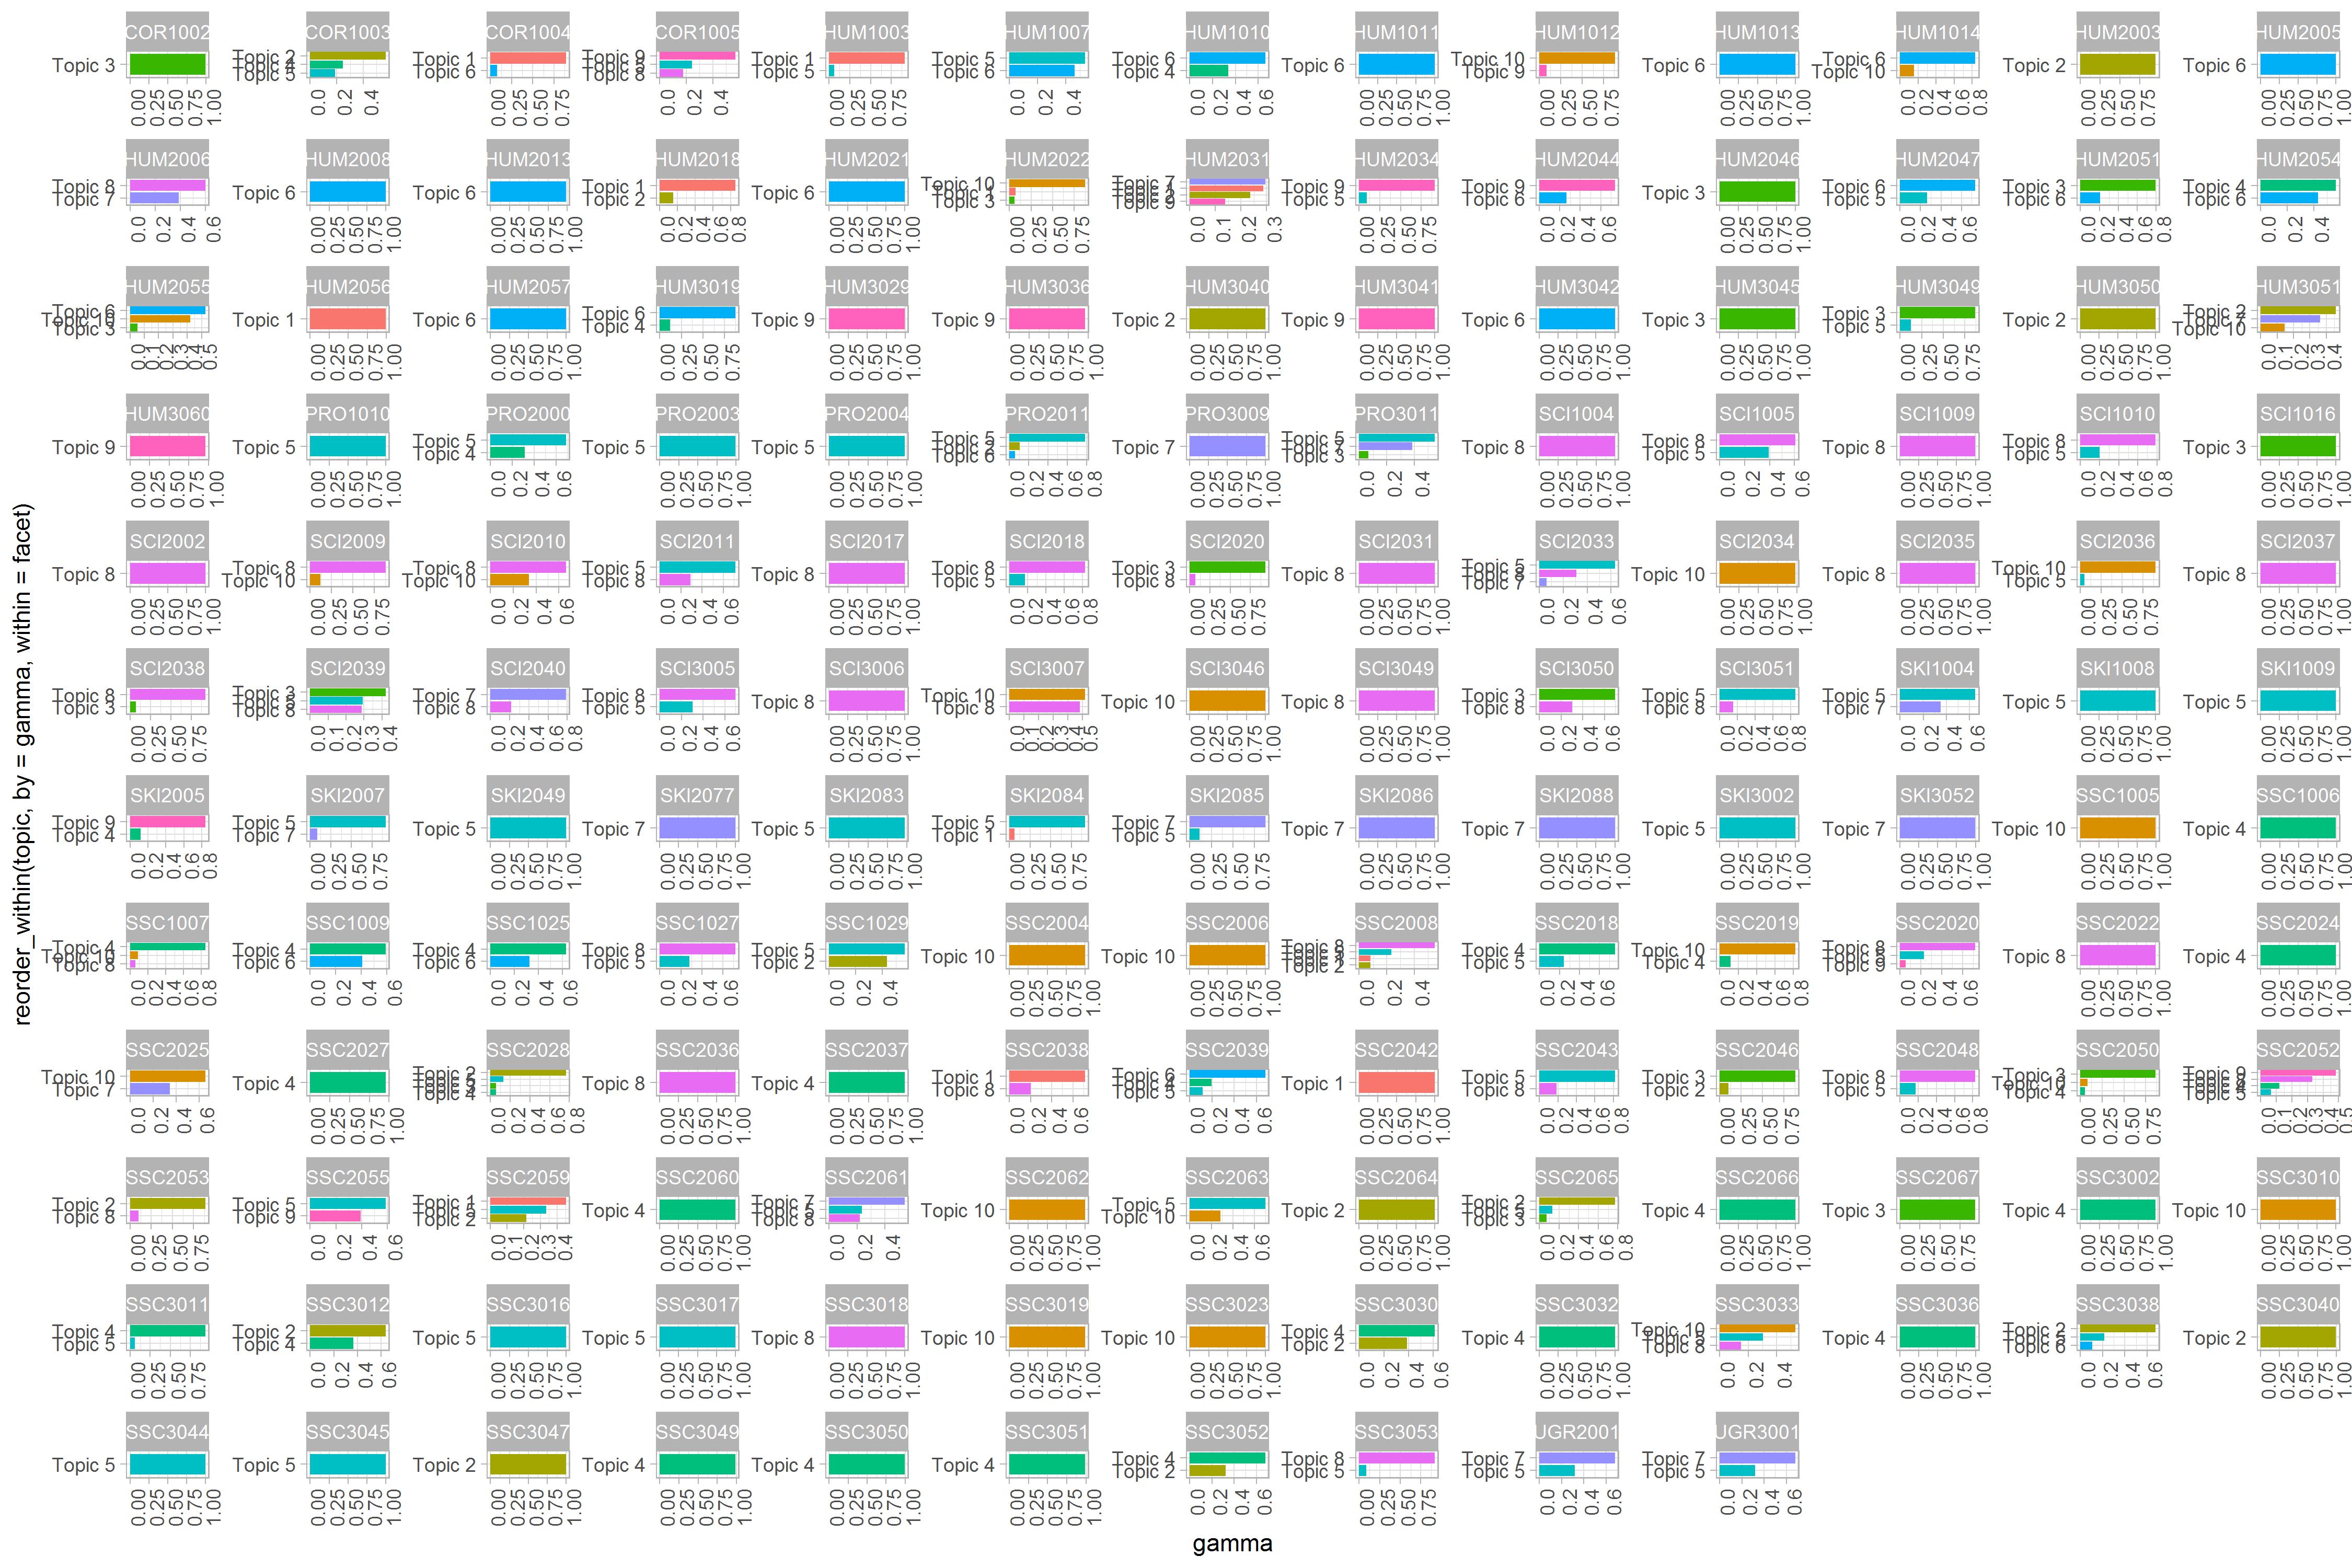 COR1002 COR1003 COR1004 COR1005 HUM1003 HUM1007 HUM1010 HUM1011 HUM1012 HUM1013 HUM1014 HUM2003 HUM2005
Topic 3 Topic 2 Topic 4 Topic 5 Topic 1 Topic 6 Topic 9 Topic 8 Topic 1 Topic 5 Topic 5 Topic 6 Topic 6 Topic 4 Topic 6 Topic 10 Topic 9 Topic 6 Topic 6 Topic 10 Topic 2 Topic 6
0.00 0.25 0.50 0.75 1.00 0.0 0.2 0.4 0.00 0.25 0.50 0.75 0.0 0.2 0.4 0.00 0.25 0.50 0.75 0.0 0.2 0.4 0.0 0.2 0.4 0.6 0.00 0.25 0.50 0.75 1.00 0.00 0.25 0.50 0.75 0.00 0.25 0.50 0.75 1.00 0.0 0.2 0.4 0.6 0.8 0.00 0.25 0.50 0.75 1.00 0.00 0.25 0.50 0.75 1.00
HUM2006 HUM2008 HUM2013 HUM2018 HUM2021 HUM2022 HUM2031 HUM2034 HUM2044 HUM2046 HUM2047 HUM2051 HUM2054
Topic 8 Topic 7 Topic 6 Topic 6 Topic 1 Topic 2 Topic 6 Topic 10 Topic 3 Topic 7 Topic 9 Topic 9 Topic 5 Topic 9 Topic 6 Topic 3 Topic 6 Topic 5 Topic 3 Topic 6 Topic 4 Topic 6
0.0 0.2 0.4 0.6 0.00 0.25 0.50 0.75 1.00 0.00 0.25 0.50 0.75 1.00 0.0 0.2 0.4 0.6 0.8 0.00 0.25 0.50 0.75 1.00 0.00 0.25 0.50 0.75 0.0 0.1 0.2 0.3 0.00 0.25 0.50 0.75 0.0 0.2 0.4 0.6 0.00 0.25 0.50 0.75 1.00 0.0 0.2 0.4 0.6 0.0 0.2 0.4 0.6 0.8 0.0 0.2 0.4
HUM2055 HUM2056 HUM2057 HUM3019 HUM3029 HUM3036 HUM3040 HUM3041 HUM3042 HUM3045 HUM3049 HUM3050 HUM3051
Topic 6 Topic 3 Topic 1 Topic 6 Topic 6 Topic 4 Topic 9 Topic 9 Topic 2 Topic 9 Topic 6 Topic 3 Topic 3 Topic 5 Topic 2 Topic 2 Topic 10
0.0 0.1 0.2 0.3 0.4 0.5 0.00 0.25 0.50 0.75 1.00 0.00 0.25 0.50 0.75 1.00 0.00 0.25 0.50 0.75 0.00 0.25 0.50 0.75 1.00 0.00 0.25 0.50 0.75 1.00 0.00 0.25 0.50 0.75 1.00 0.00 0.25 0.50 0.75 1.00 0.00 0.25 0.50 0.75 1.00 0.00 0.25 0.50 0.75 1.00 0.00 0.25 0.50 0.75 0.00 0.25 0.50 0.75 1.00 0.0 0.1 0.2 0.3 0.4
HUM3060 PRO1010 PRO2000 PRO2003 PRO2004 PRO2011 PRO3009 PRO3011 SCI1004 SCI1005 SCI1009 SCI1010 SCI1016
Topic 9 Topic 5 Topic 5 Topic 4 Topic 5 Topic 5 Topic 5 Topic 6 Topic 7 Topic 5 Topic 3 Topic 8 Topic 8 Topic 5 Topic 8 Topic 8 Topic 5 Topic 3
0.00 0.25 0.50 0.75 1.00 0.00 0.25 0.50 0.75 1.00 0.0 0.2 0.4 0.6 0.00 0.25 0.50 0.75 1.00 0.00 0.25 0.50 0.75 1.00 0.0 0.2 0.4 0.6 0.8 0.00 0.25 0.50 0.75 1.00 0.0 0.2 0.4 0.00 0.25 0.50 0.75 1.00 0.0 0.2 0.4 0.6 0.00 0.25 0.50 0.75 1.00 0.0 0.2 0.4 0.6 0.8 0.00 0.25 0.50 0.75 1.00
SCI2002 SCI2009 SCI2010 SCI2011 SCI2017 SCI2018 SCI2020 SCI2031 SCI2033 SCI2034 SCI2035 SCI2036 SCI2037
Topic 8 Topic 8 Topic 10 Topic 8 Topic 10 Topic 5 Topic 8 Topic 8 Topic 8 Topic 5 Topic 3 Topic 8 Topic 8 Topic 5 Topic 8 Topic 7 Topic 10 Topic 8 Topic 10 Topic 5 Topic 8
0.00 0.25 0.50 0.75 1.00 0.00 0.25 0.50 0.75 0.0 0.2 0.4 0.6 0.0 0.2 0.4 0.6 0.00 0.25 0.50 0.75 1.00 0.0 0.2 0.4 0.6 0.8 0.00 0.25 0.50 0.75 0.00 0.25 0.50 0.75 1.00 0.0 0.2 0.4 0.6 0.00 0.25 0.50 0.75 1.00 0.00 0.25 0.50 0.75 1.00 0.00 0.25 0.50 0.75 0.00 0.25 0.50 0.75 1.00
reorder_within(topic, by = gamma, within = facet)
SCI2038 SCI2039 SCI2040 SCI3005 SCI3006 SCI3007 SCI3046 SCI3049 SCI3050 SCI3051 SKI1004 SKI1008 SKI1009
Topic 8 Topic 3 Topic 3 Topic 8 Topic 7 Topic 8 Topic 8 Topic 5 Topic 8 Topic 10 Topic 8 Topic 10 Topic 8 Topic 3 Topic 8 Topic 5 Topic 8 Topic 5 Topic 7 Topic 5 Topic 5
0.00 0.25 0.50 0.75 0.0 0.1 0.2 0.3 0.4 0.0 0.2 0.4 0.6 0.8 0.0 0.2 0.4 0.6 0.00 0.25 0.50 0.75 1.00 0.0 0.1 0.2 0.3 0.4 0.5 0.00 0.25 0.50 0.75 1.00 0.00 0.25 0.50 0.75 1.00 0.0 0.2 0.4 0.6 0.0 0.2 0.4 0.6 0.8 0.0 0.2 0.4 0.6 0.00 0.25 0.50 0.75 1.00 0.00 0.25 0.50 0.75 1.00
SKI2005 SKI2007 SKI2049 SKI2077 SKI2083 SKI2084 SKI2085 SKI2086 SKI2088 SKI3002 SKI3052 SSC1005 SSC1006
Topic 9 Topic 4 Topic 5 Topic 7 Topic 5 Topic 7 Topic 5 Topic 5 Topic 1 Topic 7 Topic 5 Topic 7 Topic 7 Topic 5 Topic 7 Topic 10 Topic 4
0.0 0.2 0.4 0.6 0.8 0.00 0.25 0.50 0.75 0.00 0.25 0.50 0.75 1.00 0.00 0.25 0.50 0.75 1.00 0.00 0.25 0.50 0.75 1.00 0.00 0.25 0.50 0.75 0.00 0.25 0.50 0.75 0.00 0.25 0.50 0.75 1.00 0.00 0.25 0.50 0.75 1.00 0.00 0.25 0.50 0.75 1.00 0.00 0.25 0.50 0.75 1.00 0.00 0.25 0.50 0.75 1.00 0.00 0.25 0.50 0.75 1.00
SSC1007 SSC1009 SSC1025 SSC1027 SSC1029 SSC2004 SSC2006 SSC2008 SSC2018 SSC2019 SSC2020 SSC2022 SSC2024
Topic 4 Topic 10 Topic 8 Topic 4 Topic 6 Topic 4 Topic 6 Topic 8 Topic 5 Topic 5 Topic 2 Topic 10 Topic 10 Topic 8 Topic 2 Topic 4 Topic 5 Topic 10 Topic 4 Topic 8 Topic 9 Topic 8 Topic 4
0.0 0.2 0.4 0.6 0.8 0.0 0.2 0.4 0.6 0.0 0.2 0.4 0.6 0.0 0.2 0.4 0.6 0.0 0.2 0.4 0.00 0.25 0.50 0.75 1.00 0.00 0.25 0.50 0.75 1.00 0.0 0.2 0.4 0.0 0.2 0.4 0.6 0.0 0.2 0.4 0.6 0.8 0.0 0.2 0.4 0.6 0.00 0.25 0.50 0.75 1.00 0.00 0.25 0.50 0.75 1.00
SSC2025 SSC2027 SSC2028 SSC2036 SSC2037 SSC2038 SSC2039 SSC2042 SSC2043 SSC2046 SSC2048 SSC2050 SSC2052
Topic 10 Topic 7 Topic 4 Topic 2 Topic 4 Topic 8 Topic 4 Topic 1 Topic 8 Topic 6 Topic 4 Topic 5 Topic 1 Topic 5 Topic 8 Topic 3 Topic 2 Topic 8 Topic 5 Topic 3 Topic 10 Topic 4 Topic 9 Topic 5
0.0 0.2 0.4 0.6 0.00 0.25 0.50 0.75 1.00 0.0 0.2 0.4 0.6 0.8 0.00 0.25 0.50 0.75 1.00 0.00 0.25 0.50 0.75 1.00 0.0 0.2 0.4 0.6 0.0 0.2 0.4 0.6 0.00 0.25 0.50 0.75 1.00 0.0 0.2 0.4 0.6 0.8 0.00 0.25 0.50 0.75 0.0 0.2 0.4 0.6 0.8 0.00 0.25 0.50 0.75 0.0 0.1 0.2 0.3 0.4 0.5
SSC2053 SSC2055 SSC2059 SSC2060 SSC2061 SSC2062 SSC2063 SSC2064 SSC2065 SSC2066 SSC2067 SSC3002 SSC3010
Topic 2 Topic 8 Topic 5 Topic 9 Topic 1 Topic 5 Topic 2 Topic 4 Topic 7 Topic 5 Topic 8 Topic 10 Topic 5 Topic 10 Topic 2 Topic 2 Topic 5 Topic 3 Topic 4 Topic 3 Topic 4 Topic 10
0.00 0.25 0.50 0.75 0.0 0.2 0.4 0.6 0.0 0.1 0.2 0.3 0.4 0.00 0.25 0.50 0.75 1.00 0.0 0.2 0.4 0.00 0.25 0.50 0.75 1.00 0.0 0.2 0.4 0.6 0.00 0.25 0.50 0.75 1.00 0.0 0.2 0.4 0.6 0.8 0.00 0.25 0.50 0.75 1.00 0.00 0.25 0.50 0.75 0.00 0.25 0.50 0.75 1.00 0.00 0.25 0.50 0.75 1.00
SSC3011 SSC3012 SSC3016 SSC3017 SSC3018 SSC3019 SSC3023 SSC3030 SSC3032 SSC3033 SSC3036 SSC3038 SSC3040
Topic 4 Topic 5 Topic 2 Topic 4 Topic 5 Topic 5 Topic 8 Topic 10 Topic 10 Topic 4 Topic 2 Topic 4 Topic 10 Topic 5 Topic 8 Topic 4 Topic 2 Topic 5 Topic 6 Topic 2
0.00 0.25 0.50 0.75 0.0 0.2 0.4 0.6 0.00 0.25 0.50 0.75 1.00 0.00 0.25 0.50 0.75 1.00 0.00 0.25 0.50 0.75 1.00 0.00 0.25 0.50 0.75 1.00 0.00 0.25 0.50 0.75 1.00 0.0 0.2 0.4 0.6 0.00 0.25 0.50 0.75 1.00 0.0 0.2 0.4 0.00 0.25 0.50 0.75 1.00 0.0 0.2 0.4 0.6 0.00 0.25 0.50 0.75 1.00
SSC3044 SSC3045 SSC3047 SSC3049 SSC3050 SSC3051 SSC3052 SSC3053 UGR2001 UGR3001
Topic 5 Topic 5 Topic 2 Topic 4 Topic 4 Topic 4 Topic 4 Topic 2 Topic 8 Topic 5 Topic 7 Topic 5 Topic 7 Topic 5
0.00 0.25 0.50 0.75 1.00 0.00 0.25 0.50 0.75 1.00 0.00 0.25 0.50 0.75 1.00 0.00 0.25 0.50 0.75 1.00 0.00 0.25 0.50 0.75 1.00 0.00 0.25 0.50 0.75 1.00 0.0 0.2 0.4 0.6 0.00 0.25 0.50 0.75 0.0 0.2 0.4 0.6 0.0 0.2 0.4 0.6
gamma